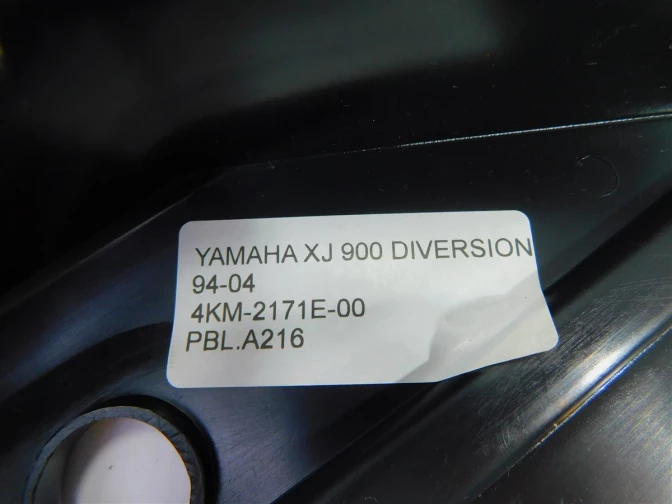 YAMAHA XJ 900 DIVERSION
94-04
4KM-2171E-00
PBL.A216